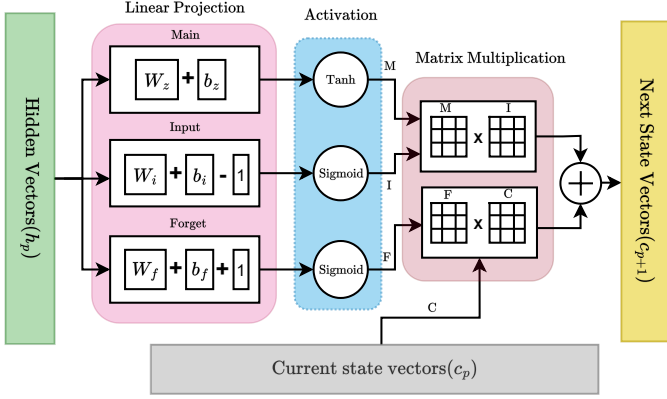 Linear Projection
Activation
Matrix Multiplication
Hidden Vectors(h_p)
Main
W_z + b_z
Input
W_i + b_i - 1
Forget
W_f + b_f + 1
Tanh
Sigmoid
Sigmoid
M
I
F
M I
x
F C
x
C
+
Next State Vectors(c_{p+1})
Current state vectors(c_p)